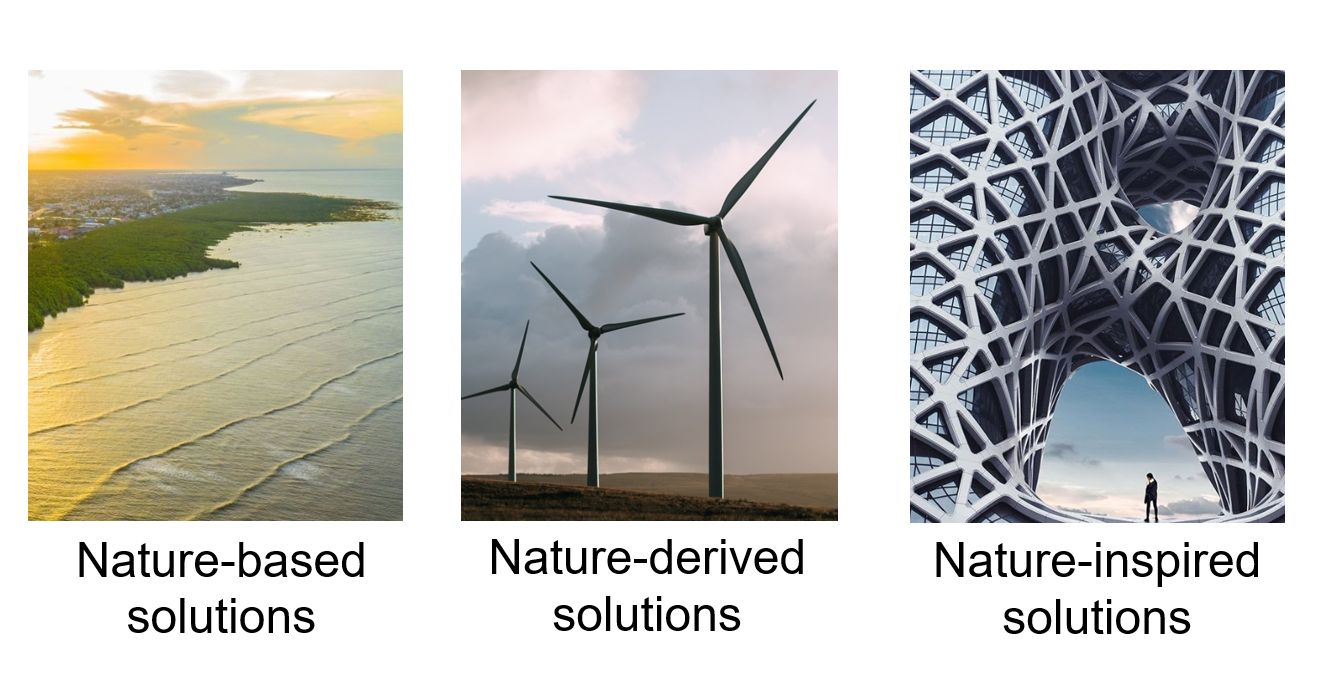 Nature-based
solutions
Nature-derived
solutions
Nature-inspired
solutions